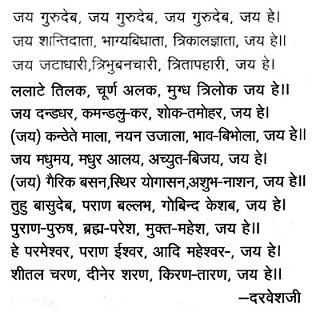 जय गुरुदेब, जय गुरुदेब, जय गुरुदेब, जय हे।
जय शान्तिदाता, भाग्यबिधाता, त्रिकालज्ञाता, जय हे॥
जय जटाधारी,त्रिभुबनचारी, त्रितापहारी, जय हे।
ललाटे तिलक, चूर्ण अलक, मुग्ध त्रिलोक जय हे।।
जय दन्डधर, कमन्डलु-कर, शोक-तमोहर, जय हे।
(जय) कन्ठेते माला, नयन उजाला, भाव-बिभोला, जय हे॥
जय मधुमय, मधुर आलय, अच्युत-बिजय, जय हे।
(जय) गैरिक बसन,स्थिर योगासन,अशुभ-नाशन, जय हे॥
तुहु बासुदेब, पराण बल्लभ, गोबिन्द केशब, जय हे।
पुराण-पुरुष, ब्रह्म-परेश, मुक्त-महेश, जय हे।।
हे परमेश्वर, पराण ईश्वर, आदि महेश्वर-, जय हे।
शीतल चरण, दीनेर शरण, किरण-तारण, जय हे।।
–दरवेशजी